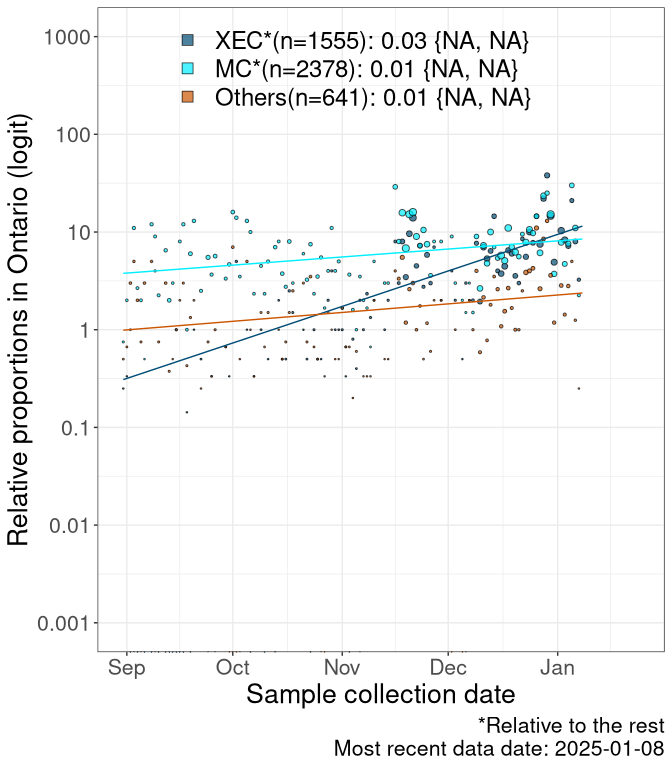 XEC*(n=1555): 0.03 {NA, NA}
MC*(n=2378): 0.01 {NA, NA}
Others(n=641): 0.01 {NA, NA}
Relative proportions in Ontario (logit)
1000
100
10
1
0.1
0.01
0.001
Sep Oct Nov Dec Jan
Sample collection date
*Relative to the rest
Most recent data date: 2025-01-08